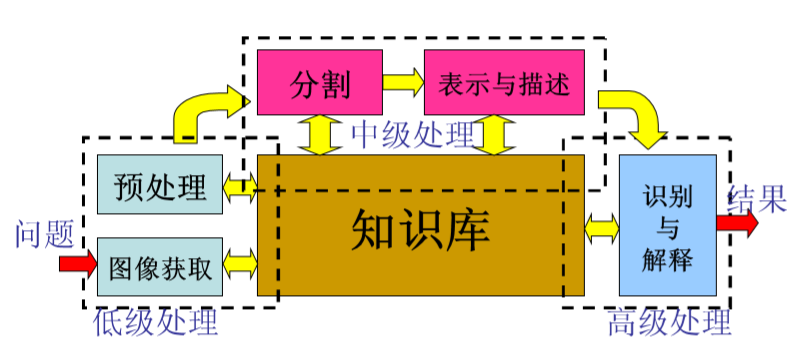 分割
表示与描述
中级处理
预处理
知识库
识别
与
解释
结果
问题
图像获取
低级处理
高级处理